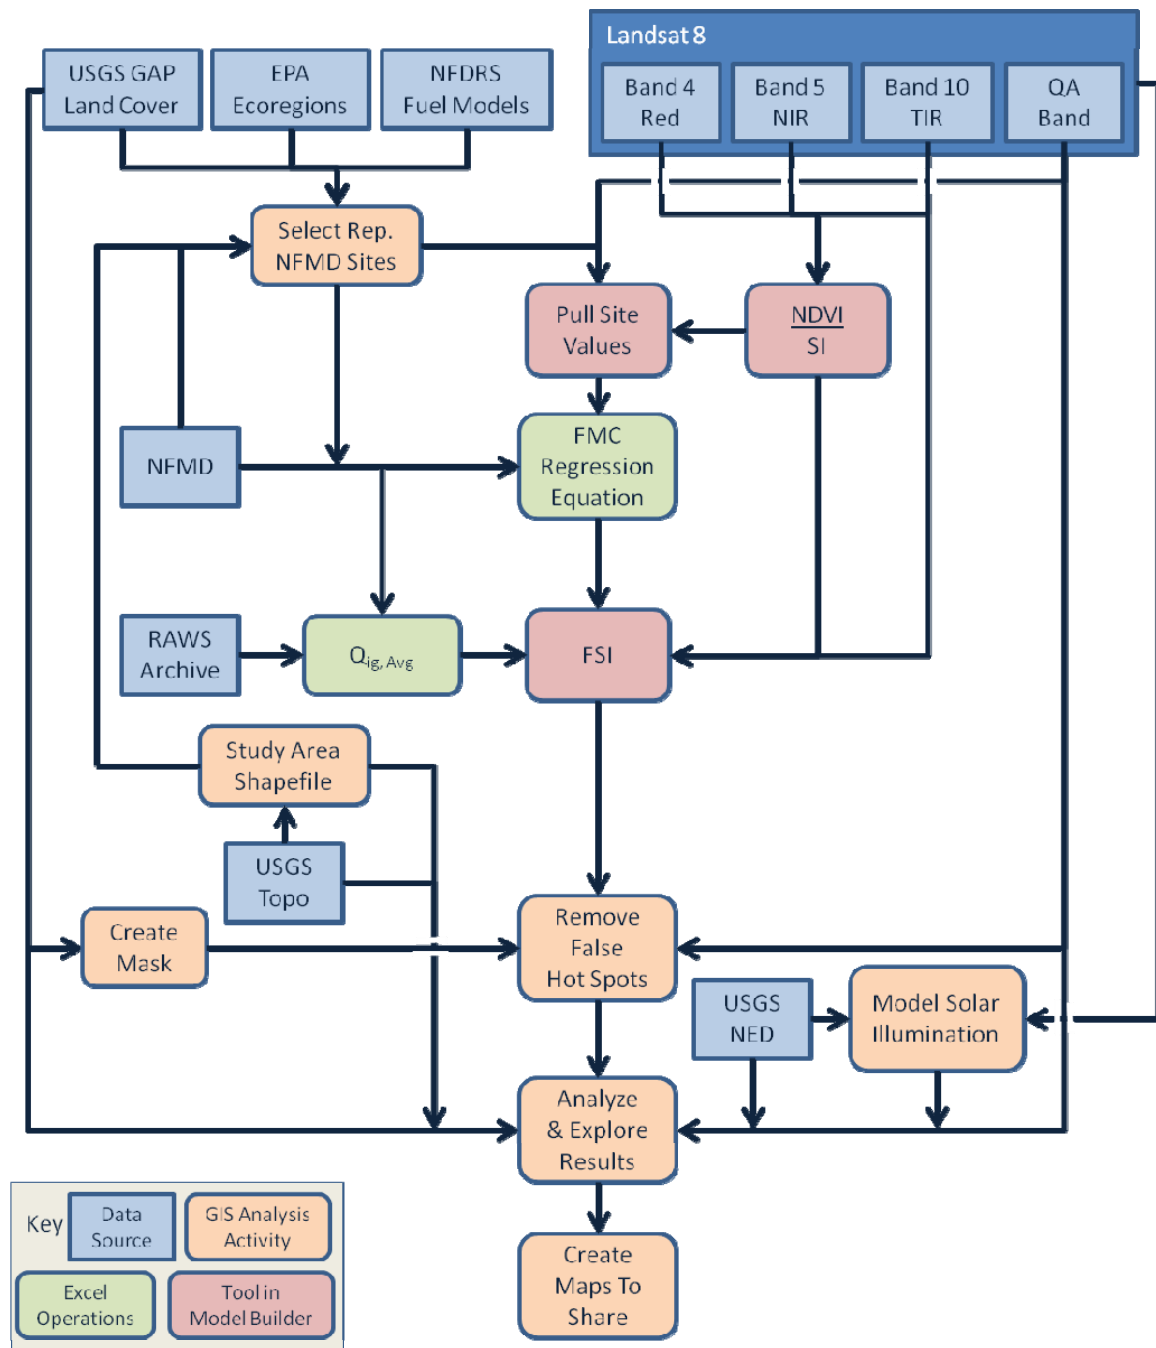 Landsat 8
USGS GAP
Land Cover
EPA
Ecoregions
NFDRS
Fuel Models
Band 4
Red
Band 5
NIR
Band 10
TIR
QA
Band
Select Rep.
NFMD Sites
Pull Site
Values
NDVI
SI
NFMD
FMC
Regression
Equation
RAWS
Archive
Qig, Avg
FSI
Study Area
Shapefile
USGS
Topo
Create
Mask
Remove
False
Hot Spots
USGS
NED
Model Solar
Illumination
Analyze
& Explore
Results
Key
Data
Source
GIS Analysis
Activity
Excel
Operations
Tool in
Model Builder
Create
Maps To
Share